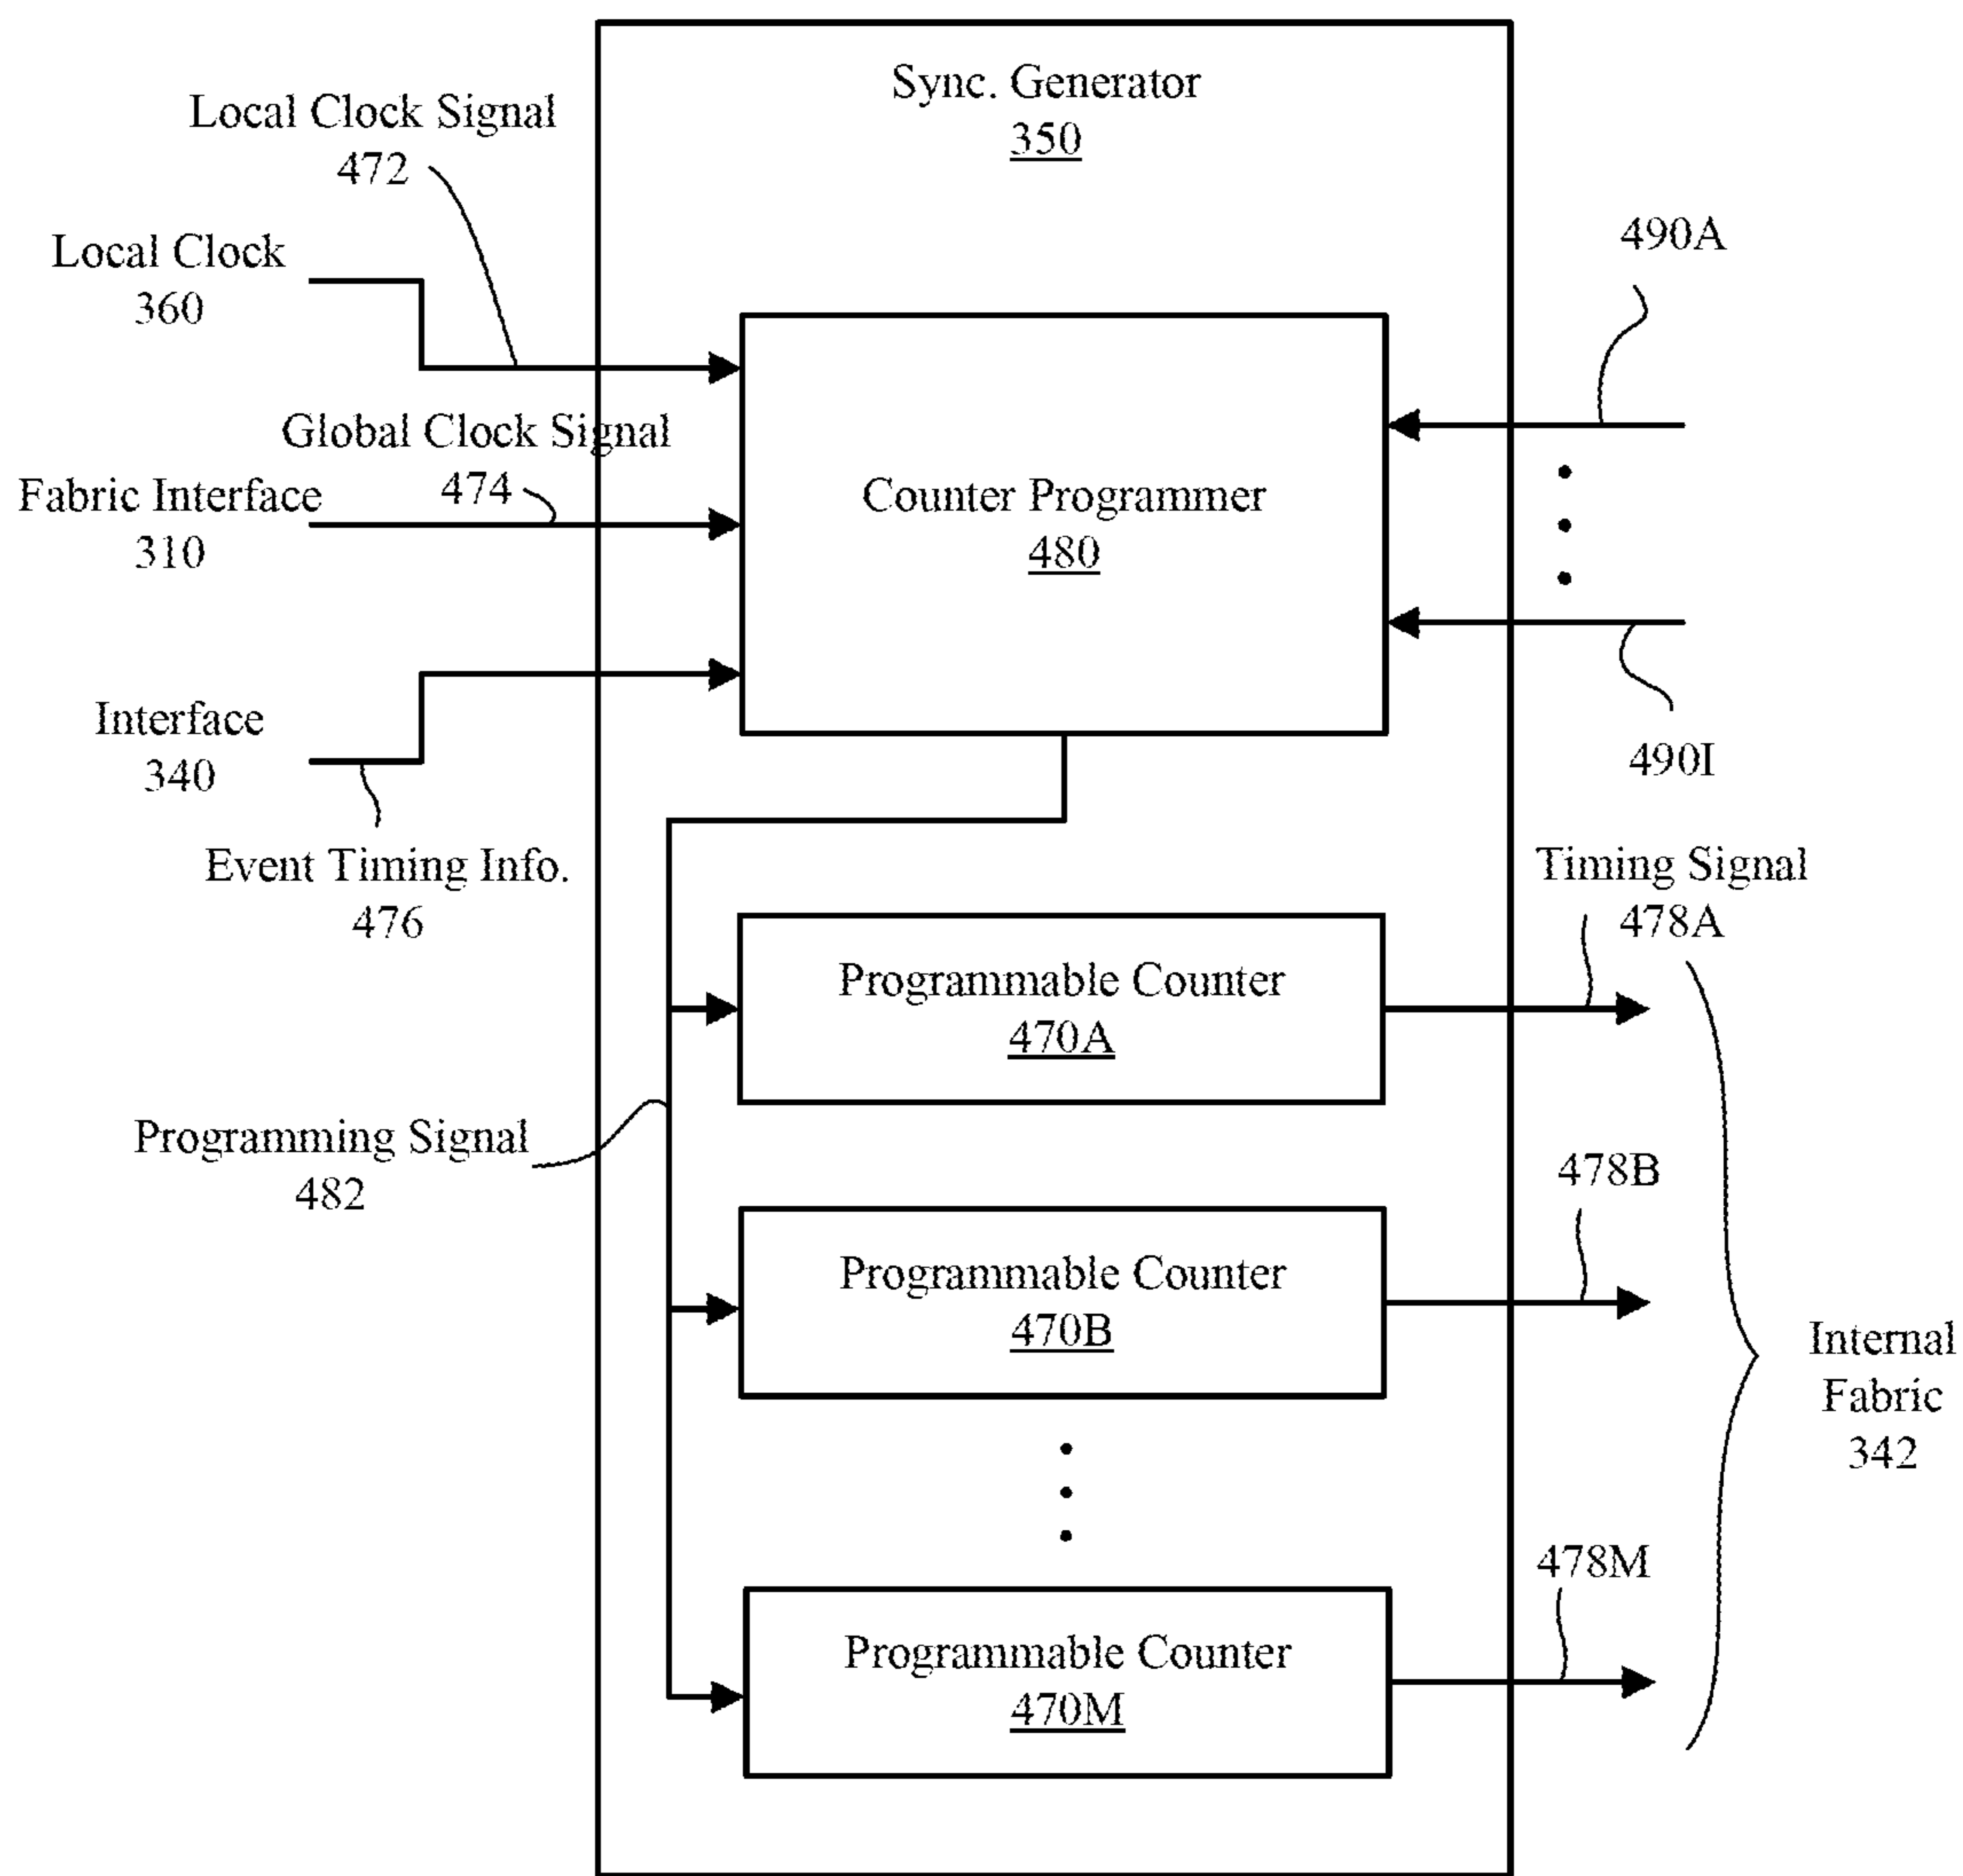 Sync. Generator
350
Local Clock Signal
472
Local Clock
360
490A
Global Clock Signal
474
Fabric Interface
310
Counter Programmer
480
Interface
340
490I
Event Timing Info.
476
Timing Signal
478A
Programmable Counter
470A
Programming Signal
482
478B
Programmable Counter
470B
Internal
Fabric
342
478M
Programmable Counter
470M